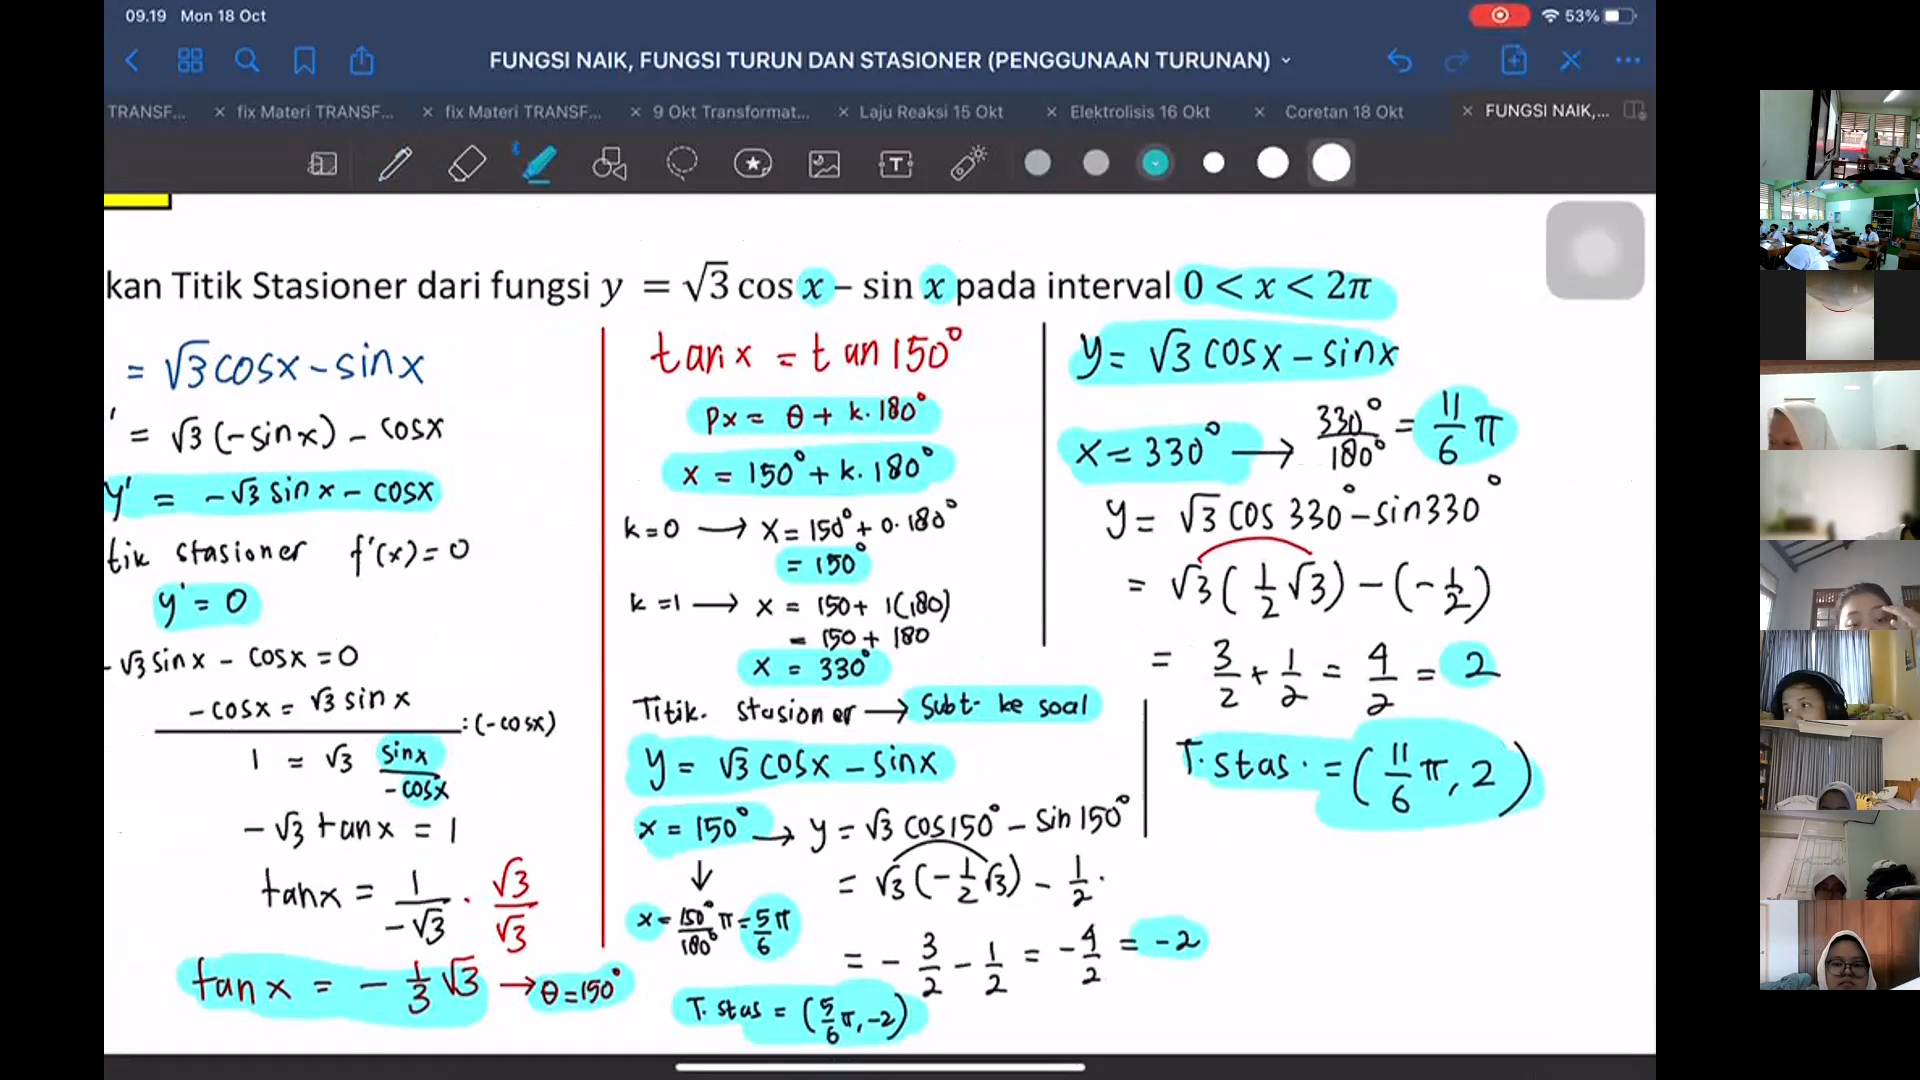 09.19 Mon 18 Oct
53%
FUNGSI NAIK, FUNGSI TURUN DAN STASIONER (PENGGUNAAN TURUNAN)
TRANSF... × fix Materi TRANSF... × fix Materi TRANSF... × 9 Okt Transformat... × Laju Reaksi 15 Okt × Elektrolisis 16 Okt × Coretan 18 Okt × FUNGSI NAIK,...
kan Titik Stasioner dari fungsi y = √3 cos x – sin x pada interval 0 < x < 2π
= √3 cosx - sinx
' = √3 (-sinx) - cosx
y' = -√3 sin x - cosx
tik stasioner f'(x) = 0
y' = 0
-√3 sinx - cosx = 0
-cosx = √3 sin x
: (-cosx)
1 = √3 sinx/-cosx
-√3 tanx = 1
tanx = 1/-√3 · √3/√3
tan x = -1/3 √3 → θ = 150°
tan x = tan 150°
px = θ + k. 180°
x = 150° + k. 180°
k=0 → x = 150° + 0. 180°
= 150°
k=1 → x = 150 + 1(180)
= 150 + 180
x = 330°
Titik. stasioner → Subt- ke soal
y = √3 cosx - sinx
x = 150° → y = √3 cos150° - sin 150°
↓
= √3 (-1/2 √3) - 1/2.
x = 150°/180° π = 5/6 π
= -3/2 - 1/2 = -4/2 = -2
T. stas = (5/6 π, -2)
y = √3 cosx - sinx
x = 330° → 330°/180° = 11/6 π
y = √3 cos 330° - sin330°
= √3 (1/2 √3) - (-1/2)
= 3/2 + 1/2 = 4/2 = 2
T. stas. = (11/6 π, 2)